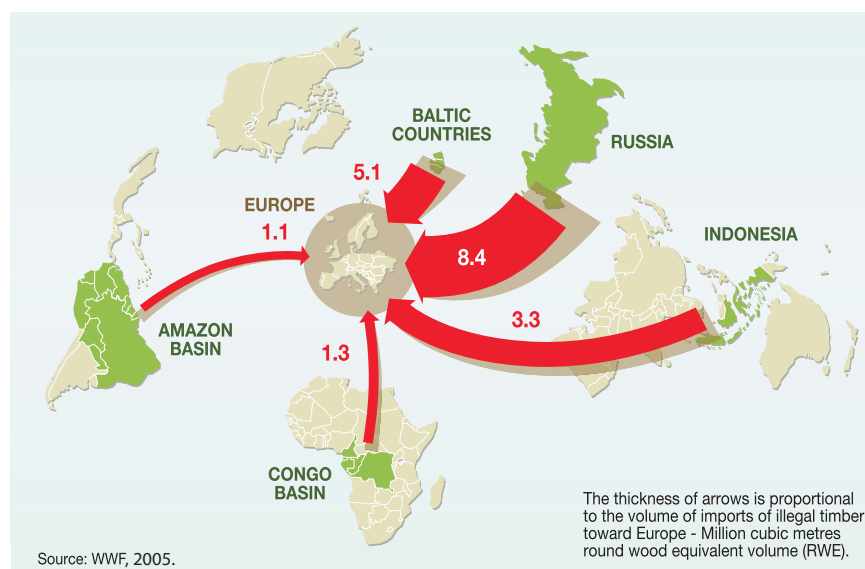 BALTIC
COUNTRIES
RUSSIA
5.1
EUROPE
1.1
8.4
INDONESIA
3.3
AMAZON
BASIN
1.3
CONGO
BASIN
The thickness of arrows is proportional
to the volume of imports of illegal timber
toward Europe - Million cubic metres
round wood equivalent volume (RWE).
Source: WWF, 2005.